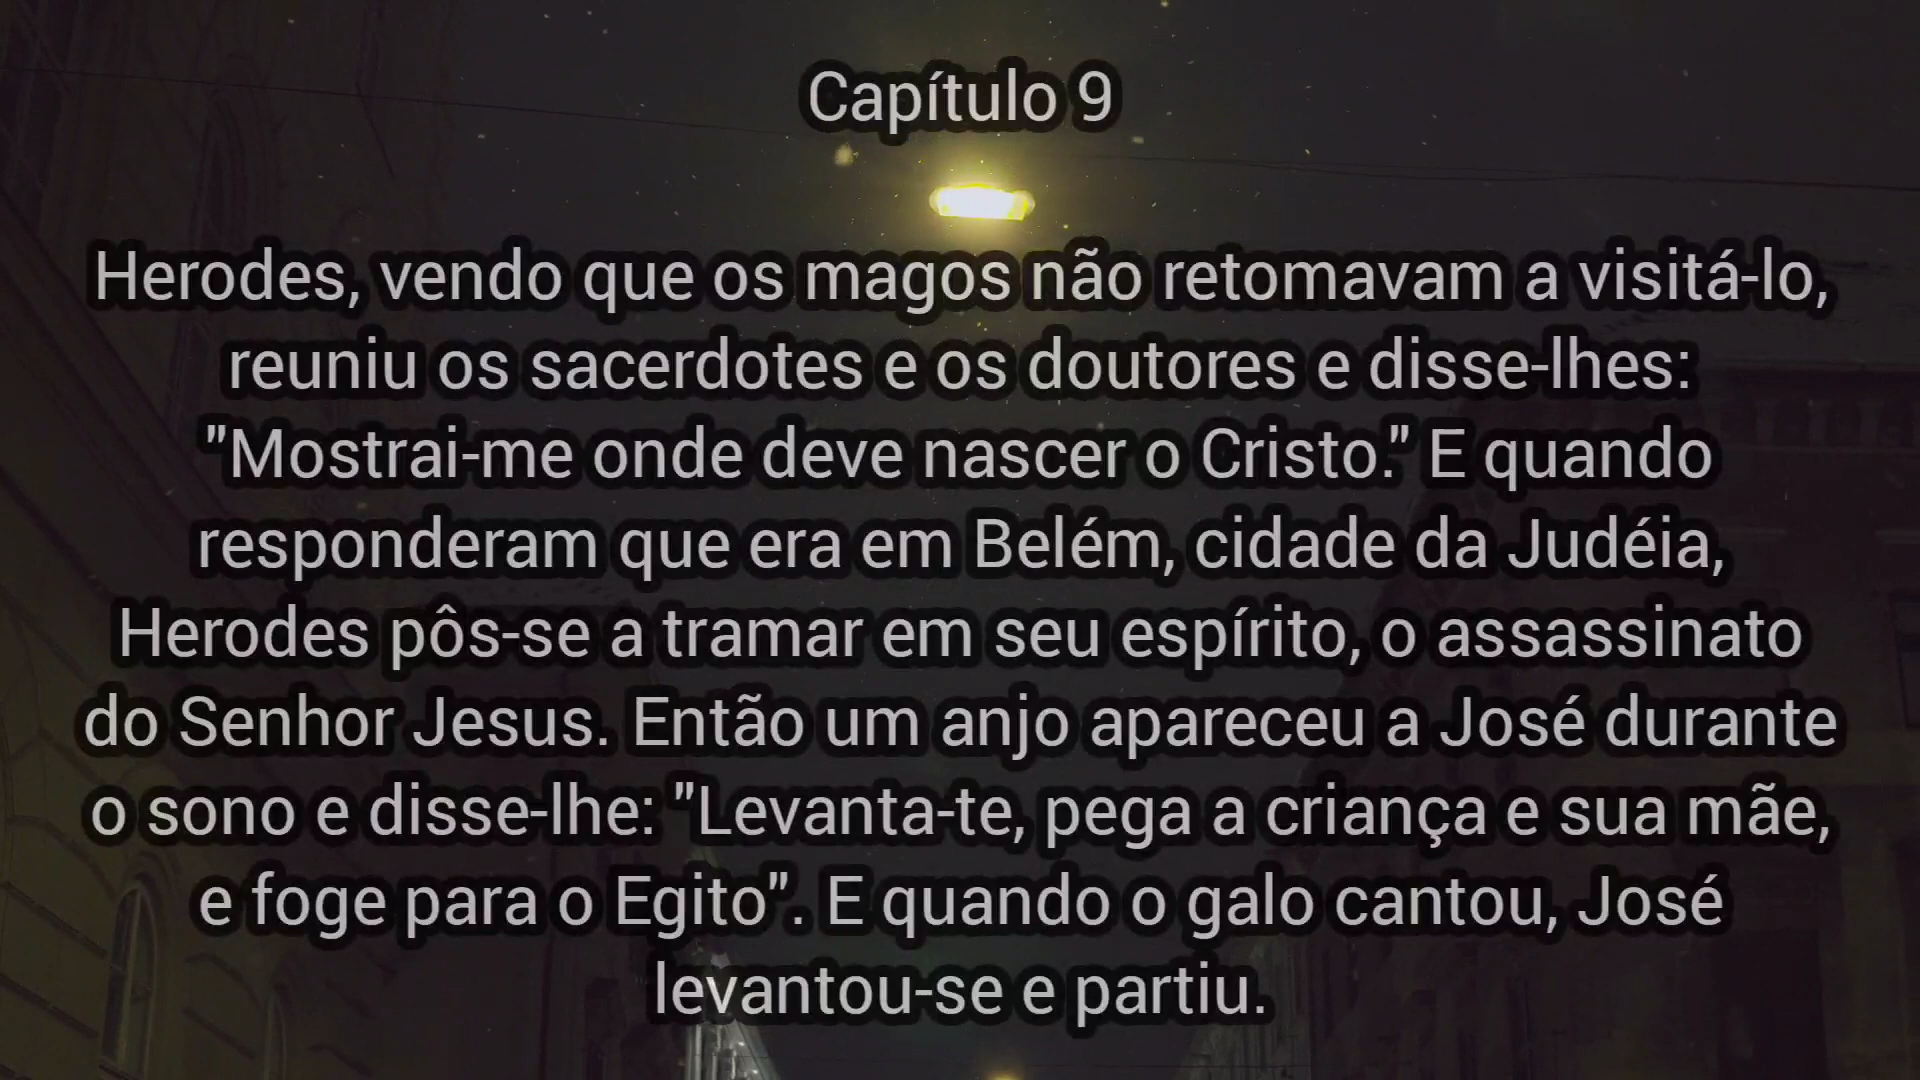 Capítulo 9
Herodes, vendo que os magos não retomavam a visitá-lo,
reuniu os sacerdotes e os doutores e disse-lhes:
"Mostrai-me onde deve nascer o Cristo." E quando
responderam que era em Belém, cidade da Judéia,
Herodes pôs-se a tramar em seu espírito, o assassinato
do Senhor Jesus. Então um anjo apareceu a José durante
o sono e disse-lhe: "Levanta-te, pega a criança e sua mãe,
e foge para o Egito". E quando o galo cantou, José
levantou-se e partiu.